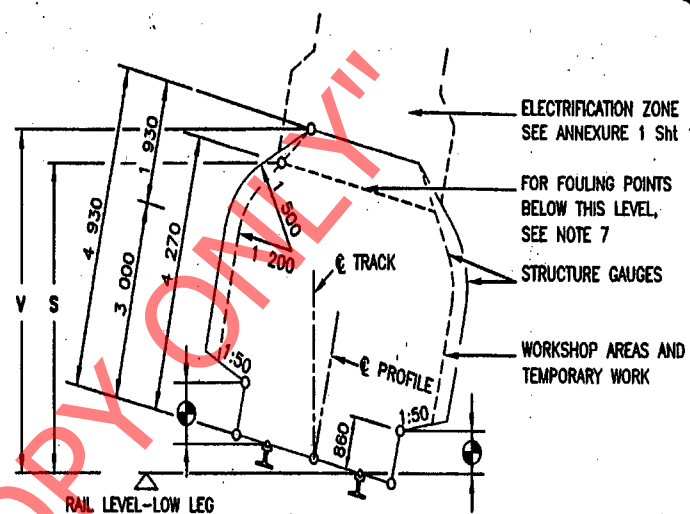 ELECTRIFICATION ZONE
SEE ANNEXURE 1 Sht
FOR FOULING POINTS
BELOW THIS LEVEL,
SEE NOTE 7
STRUCTURE GAUGES
WORKSHOP AREAS AND
TEMPORARY WORK
1 930
4 930
3 000
4 270
V
S
1 500
1 200
℄ TRACK
℄ PROFILE
1:50
1:50
860
RAIL LEVEL-LOW LEG
OPY ONLY"